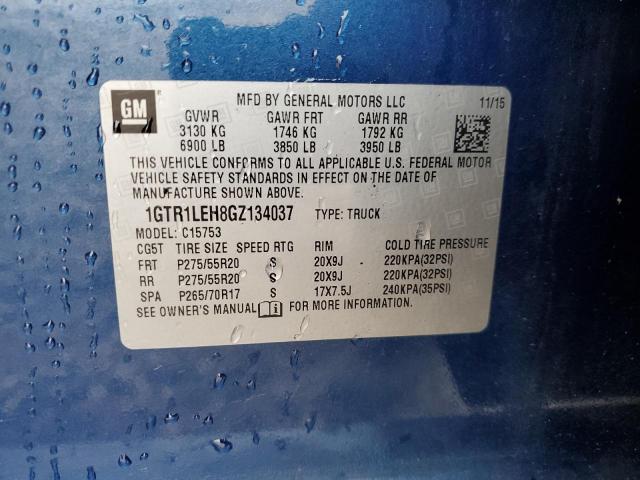 GM
MFD BY GENERAL MOTORS LLC 11/15
GVWR GAWR FRT GAWR RR
3130 KG 1746 KG 1792 KG
6900 LB 3850 LB 3950 LB
THIS VEHICLE CONFORMS TO ALL APPLICABLE U.S. FEDERAL MOTOR
VEHICLE SAFETY STANDARDS IN EFFECT ON THE DATE OF
MANUFACTURE SHOWN ABOVE.
1GTR1LEH8GZ134037 TYPE: TRUCK
MODEL: C15753
CG5T TIRE SIZE SPEED RTG RIM COLD TIRE PRESSURE
FRT P275/55R20 S 20X9J 220KPA(32PSI)
RR P275/55R20 S 20X9J 220KPA(32PSI)
SPA P265/70R17 S 17X7.5J 240KPA(35PSI)
SEE OWNER'S MANUAL FOR MORE INFORMATION